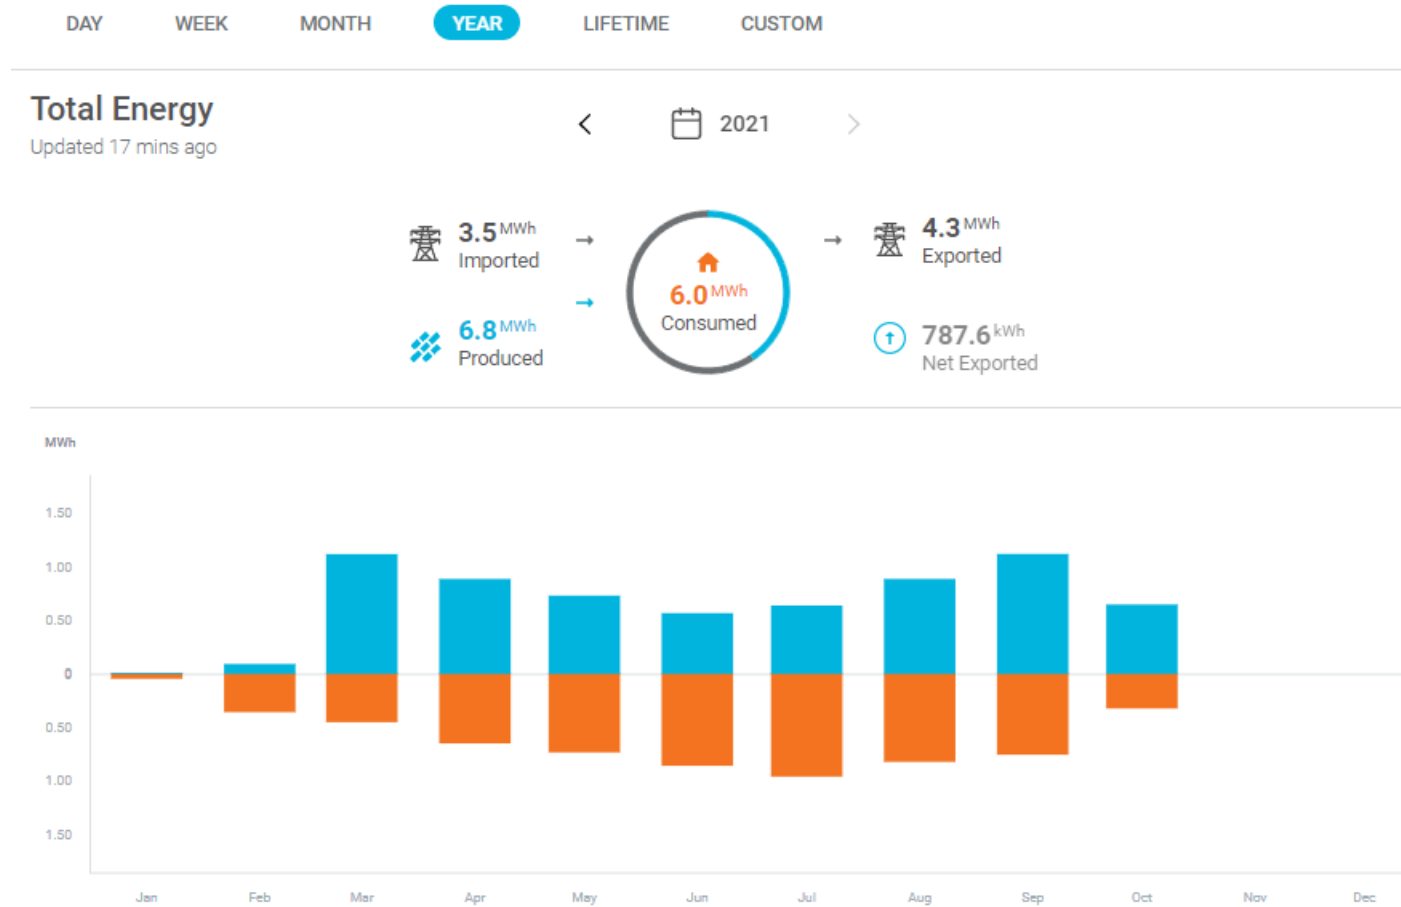 DAY WEEK MONTH YEAR LIFETIME CUSTOM
Total Energy
Updated 17 mins ago
2021
3.5 MWh
Imported
6.8 MWh
Produced
6.0 MWh
Consumed
4.3 MWh
Exported
787.6 kWh
Net Exported
MWh
1.50
1.00
0.50
0
0.50
1.00
1.50
Jan Feb Mar Apr May Jun Jul Aug Sep Oct Nov Dec